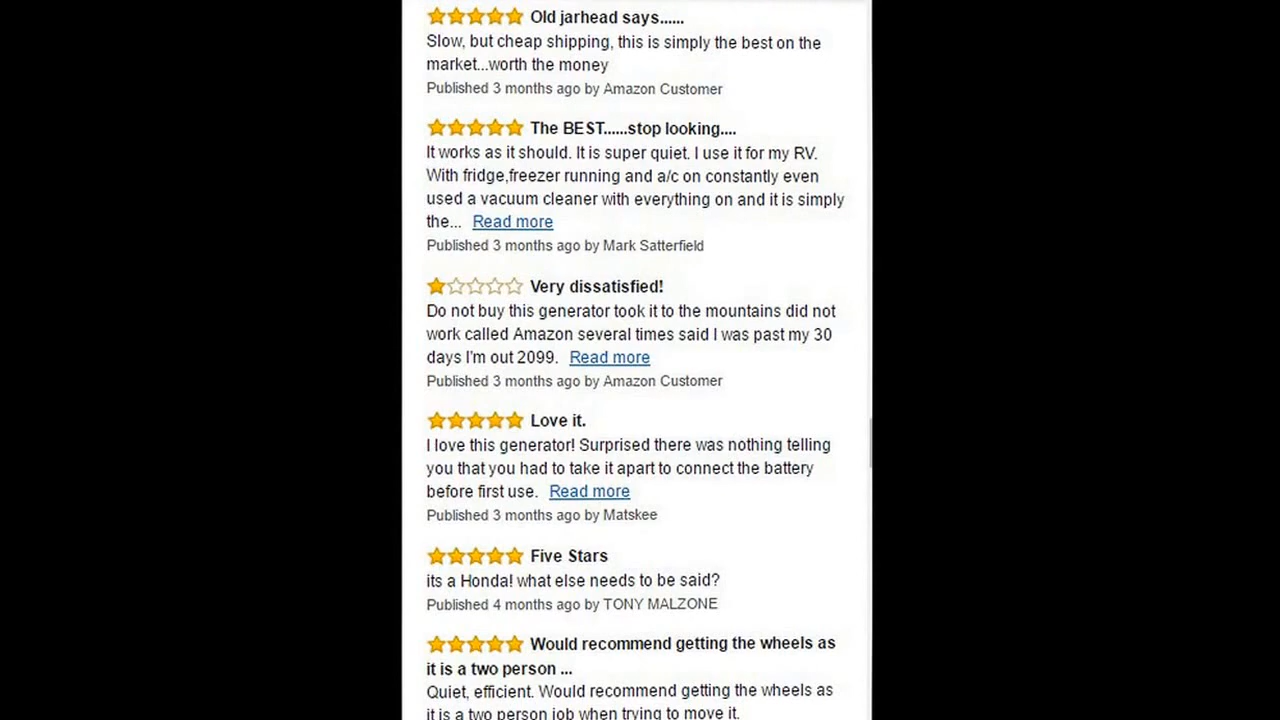 Old jarhead says......
Slow, but cheap shipping, this is simply the best on the
market...worth the money
Published 3 months ago by Amazon Customer
The BEST......stop looking....
It works as it should. It is super quiet. I use it for my RV.
With fridge,freezer running and a/c on constantly even
used a vacuum cleaner with everything on and it is simply
the... Read more
Published 3 months ago by Mark Satterfield
Very dissatisfied!
Do not buy this generator took it to the mountains did not
work called Amazon several times said I was past my 30
days I'm out 2099. Read more
Published 3 months ago by Amazon Customer
Love it.
I love this generator! Surprised there was nothing telling
you that you had to take it apart to connect the battery
before first use. Read more
Published 3 months ago by Matskee
Five Stars
its a Honda! what else needs to be said?
Published 4 months ago by TONY MALZONE
Would recommend getting the wheels as
it is a two person ...
Quiet, efficient. Would recommend getting the wheels as
it is a two person job when trying to move it.